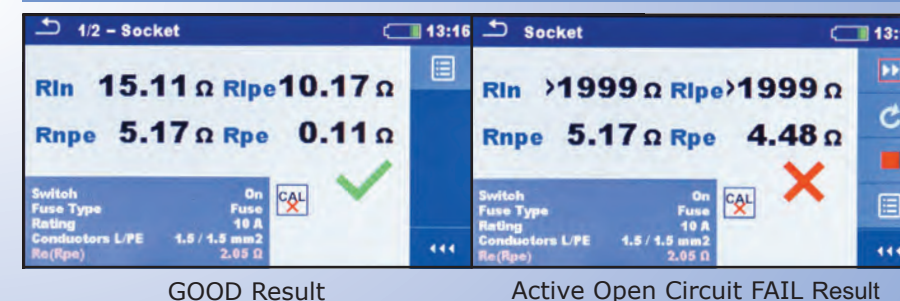 1/2 – Socket 13:16
Rln 15.11 Ω Rlpe 10.17 Ω
Rnpe 5.17 Ω Rpe 0.11 Ω
Switch On
Fuse Type Fuse
Rating 10 A
Conductors L/PE 1.5 / 1.5 mm2
Re(Rpe) 2.05 Ω
CAL
GOOD Result
Socket 13:
Rln >1999 Ω Rlpe >1999 Ω
Rnpe 5.17 Ω Rpe 4.48 Ω
Switch On
Fuse Type Fuse
Rating 10 A
Conductors L/PE 1.5 / 1.5 mm2
Re(Rpe) 2.05 Ω
CAL
Active Open Circuit FAIL Result